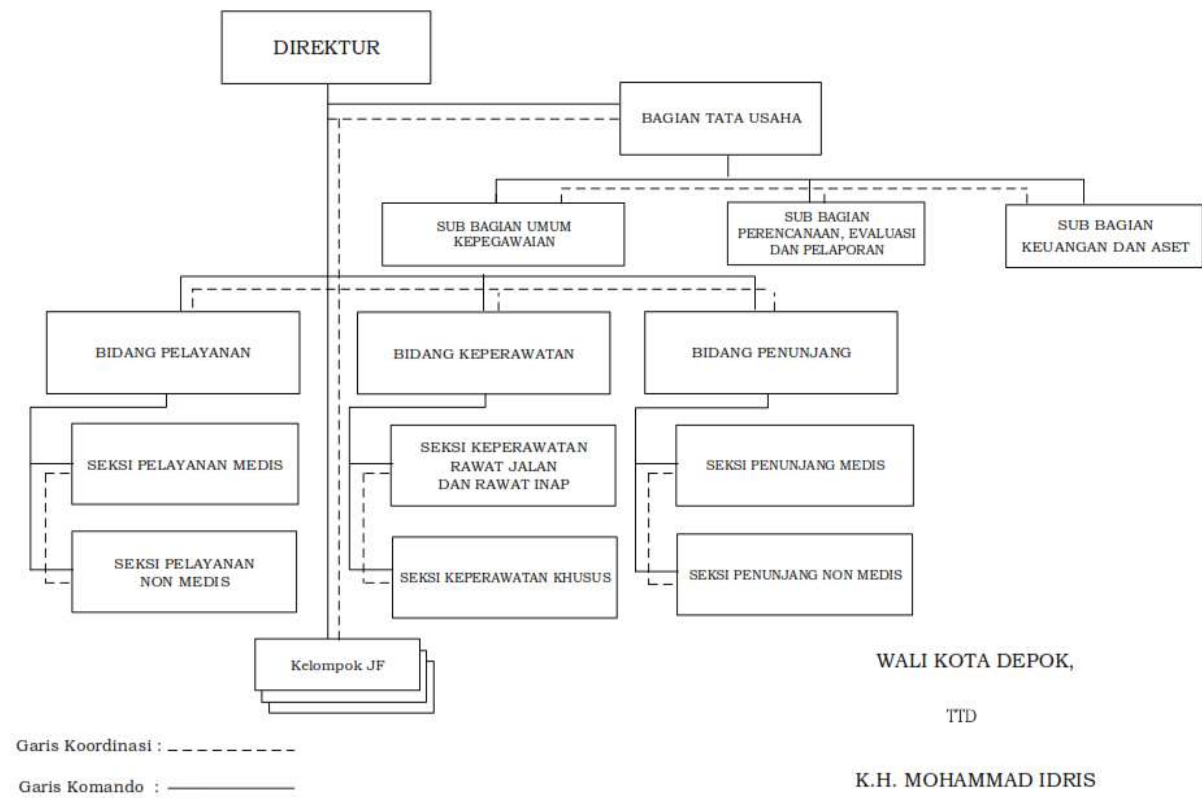 DIREKTUR
BAGIAN TATA USAHA
SUB BAGIAN UMUM
KEPEGAWAIAN
SUB BAGIAN
PERENCANAAN, EVALUASI
DAN PELAPORAN
SUB BAGIAN
KEUANGAN DAN ASET
BIDANG PELAYANAN
BIDANG KEPERAWATAN
BIDANG PENUNJANG
SEKSI PELAYANAN MEDIS
SEKSI KEPERAWATAN
RAWAT JALAN
DAN RAWAT INAP
SEKSI PENUNJANG MEDIS
SEKSI PELAYANAN
NON MEDIS
SEKSI KEPERAWATAN KHUSUS
SEKSI PENUNJANG NON MEDIS
Kelompok JF
WALI KOTA DEPOK,
TTD
K.H. MOHAMMAD IDRIS
Garis Koordinasi :
Garis Komando :